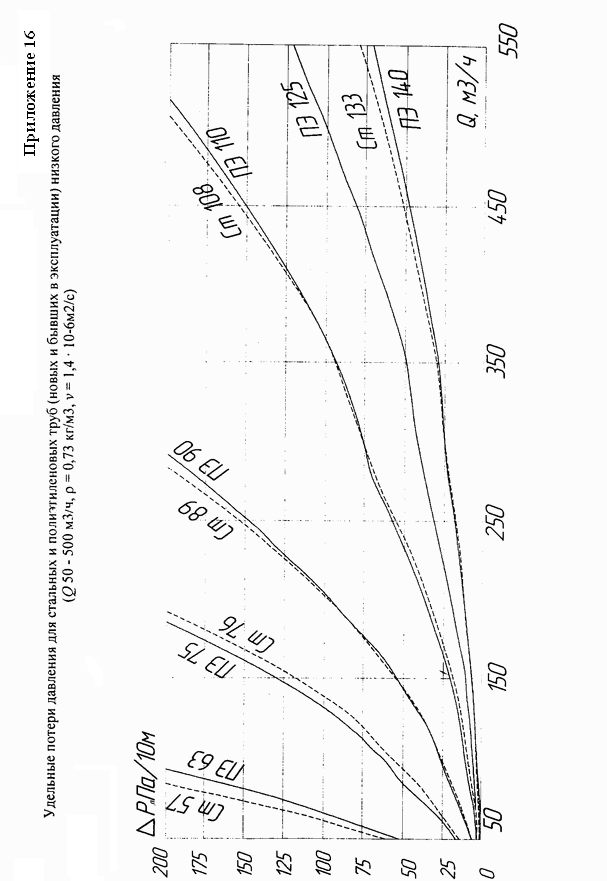 Приложение 16
Удельные потери давления для стальных и полиэтиленовых труб (новых и бывших в эксплуатации) низкого давления
(Q 50 - 500 м3/ч, ρ = 0,73 кг/м3, ν = 1,4 · 10-6м2/с)
△PлПа/10м
200
175
150
125
100
75
50
25
0
Ст 57
ПЭ 63
ПЭ 75
Ст 76
Ст 89
ПЭ 90
Ст 108
ПЭ 110
ПЭ 125
Ст 133
ПЭ 140
50
150
250
350
450
550
Q, м3/ч